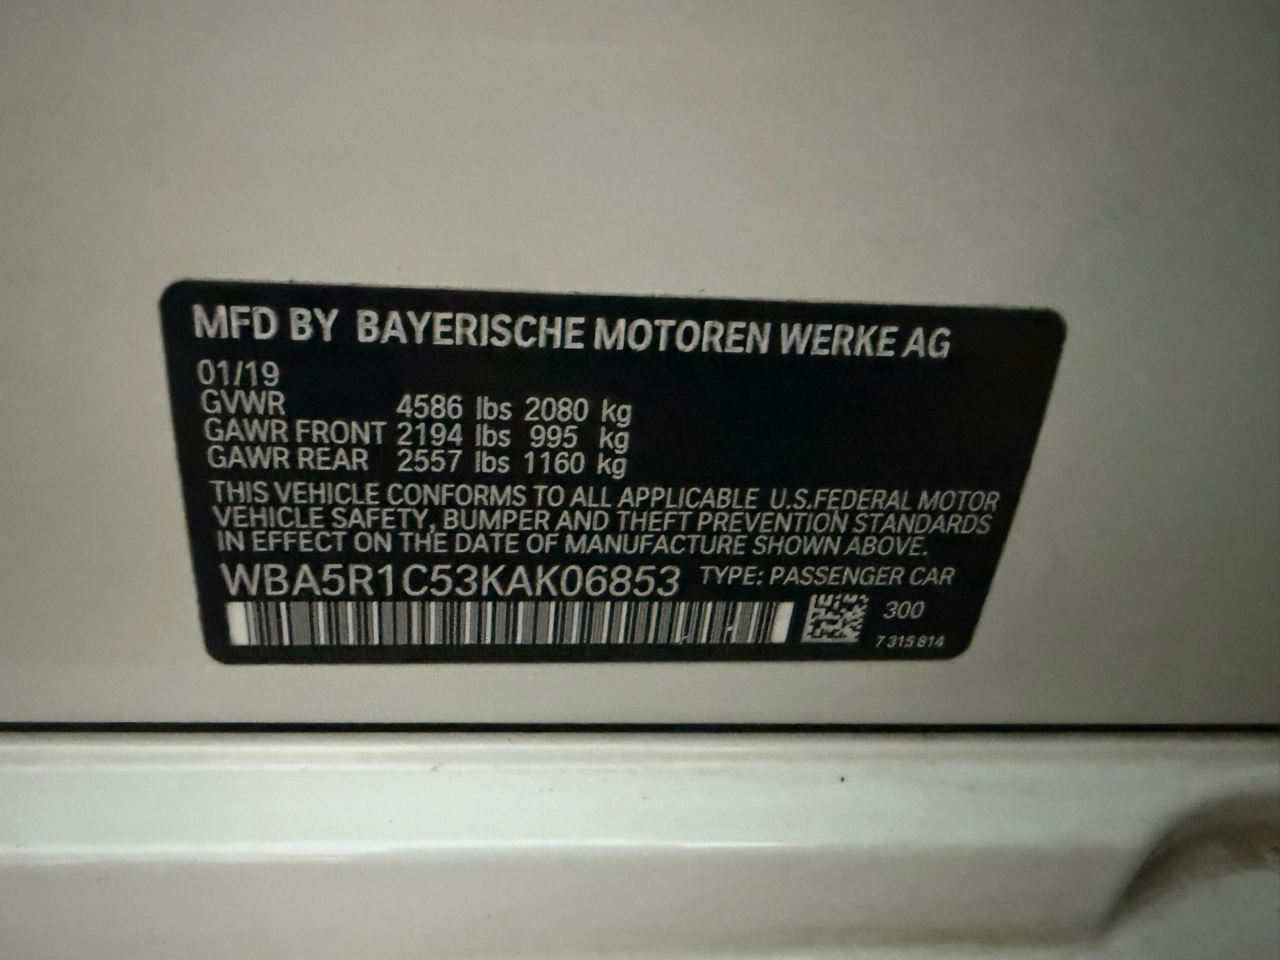 MFD BY BAYERISCHE MOTOREN WERKE AG
01/19
GVWR 4586 lbs 2080 kg
GAWR FRONT 2194 lbs 995 kg
GAWR REAR 2557 lbs 1160 kg
THIS VEHICLE CONFORMS TO ALL APPLICABLE U.S.FEDERAL MOTOR
VEHICLE SAFETY, BUMPER AND THEFT PREVENTION STANDARDS
IN EFFECT ON THE DATE OF MANUFACTURE SHOWN ABOVE.
WBA5R1C53KAK06853 TYPE: PASSENGER CAR
300
7 315 814